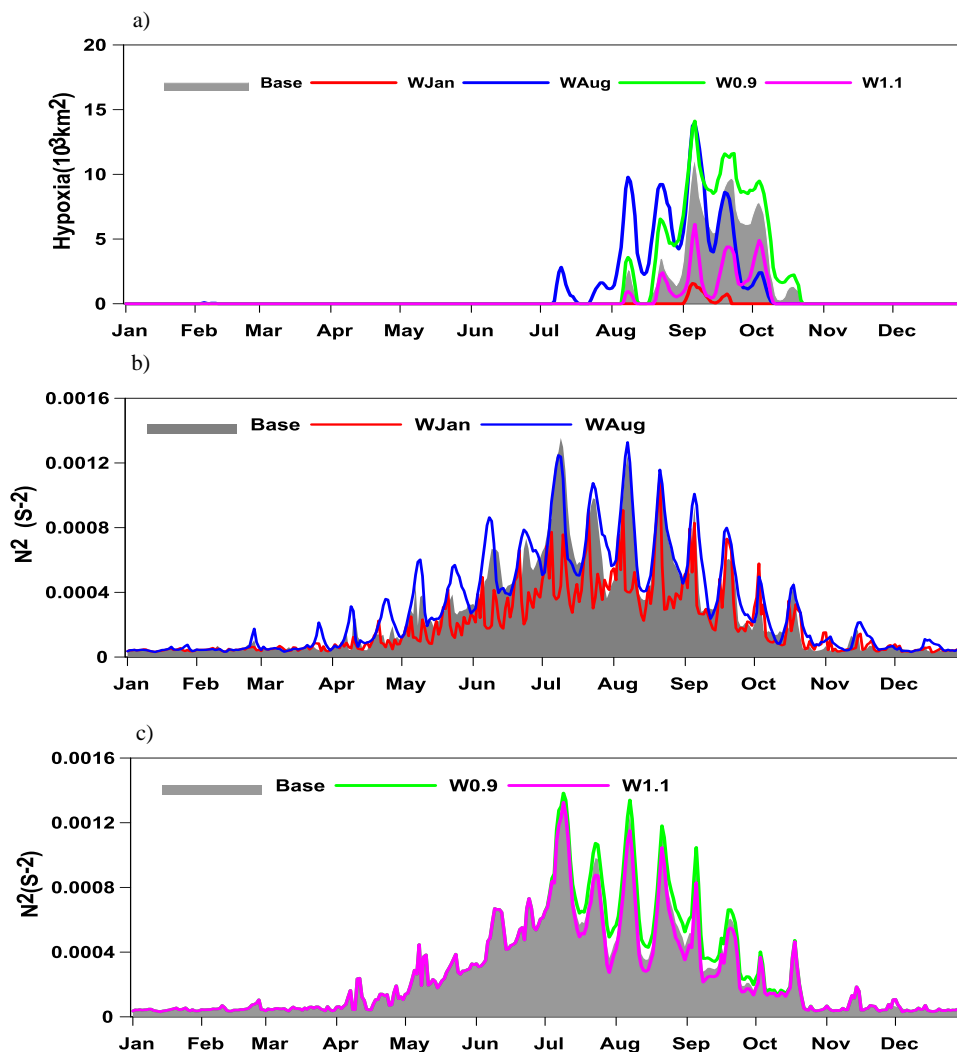 a)
20
Base WJan WAug W0.9 W1.1
15
10
5
0
Hypoxia(10³km²)
Jan Feb Mar Apr May Jun Jul Aug Sep Oct Nov Dec
b)
0.0016
Base WJan WAug
0.0012
0.0008
0.0004
0
N² (S-2)
Jan Feb Mar Apr May Jun Jul Aug Sep Oct Nov Dec
c)
0.0016
Base W0.9 W1.1
0.0012
0.0008
0.0004
0
N²(S-2)
Jan Feb Mar Apr May Jun Jul Aug Sep Oct Nov Dec